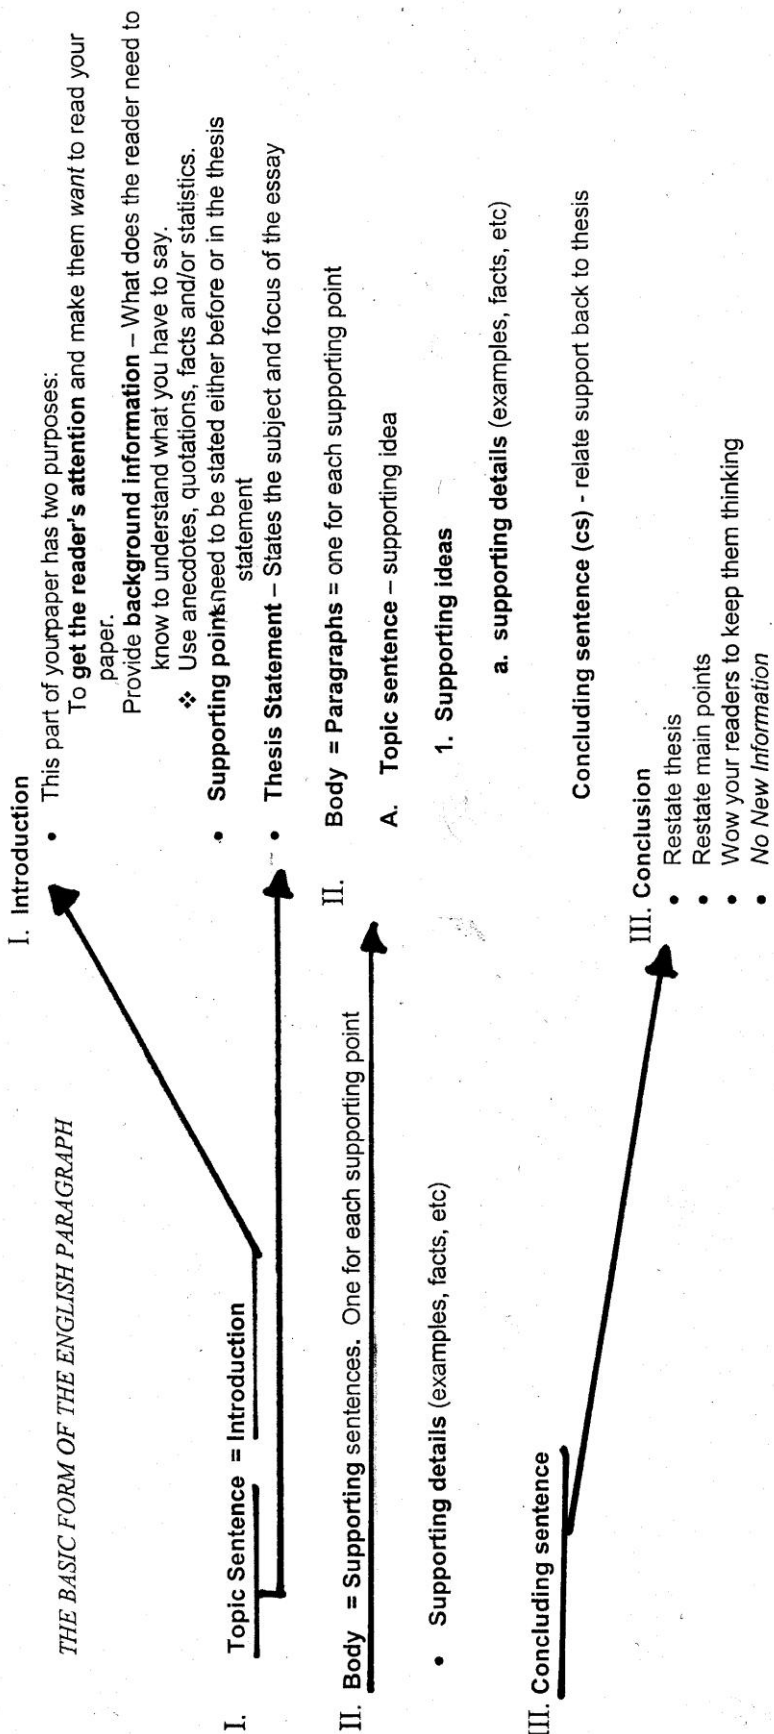 THE BASIC FORM OF THE ENGLISH PARAGRAPH
I. Topic Sentence = Introduction
II. Body = Supporting sentences. One for each supporting point
• Supporting details (examples, facts, etc)
III. Concluding sentence
I. Introduction
• This part of yourpaper has two purposes:
To get the reader's attention and make them want to read your
paper.
Provide background information – What does the reader need to
know to understand what you have to say.
❖ Use anecdotes, quotations, facts and/or statistics.
• Supporting points need to be stated either before or in the thesis
statement
• Thesis Statement – States the subject and focus of the essay
II. Body = Paragraphs = one for each supporting point
A. Topic sentence – supporting idea
1. Supporting ideas
a. supporting details (examples, facts, etc)
Concluding sentence (cs) - relate support back to thesis
III. Conclusion
• Restate thesis
• Restate main points
• Wow your readers to keep them thinking
• No New Information